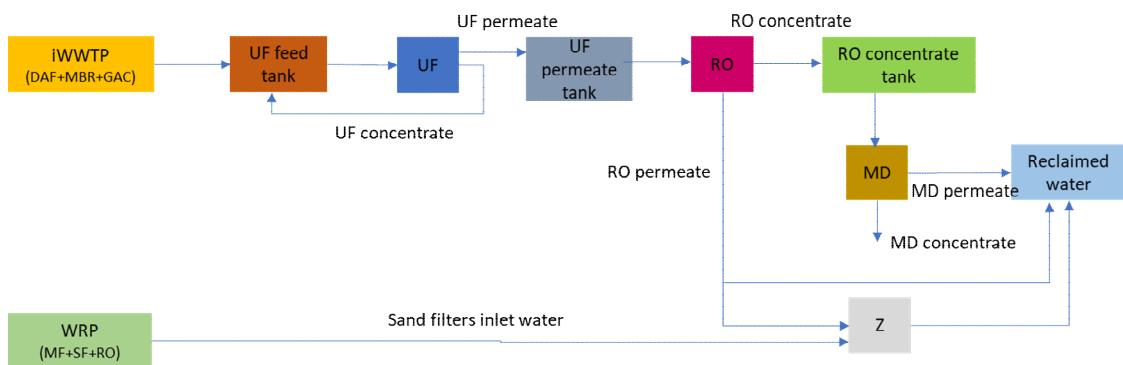 UF permeate
RO concentrate
iWWTP
(DAF+MBR+GAC)
UF feed
tank
UF
UF
permeate
tank
RO
RO concentrate
tank
UF concentrate
RO permeate
MD
Reclaimed
water
MD permeate
MD concentrate
WRP
(MF+SF+RO)
Sand filters inlet water
Z